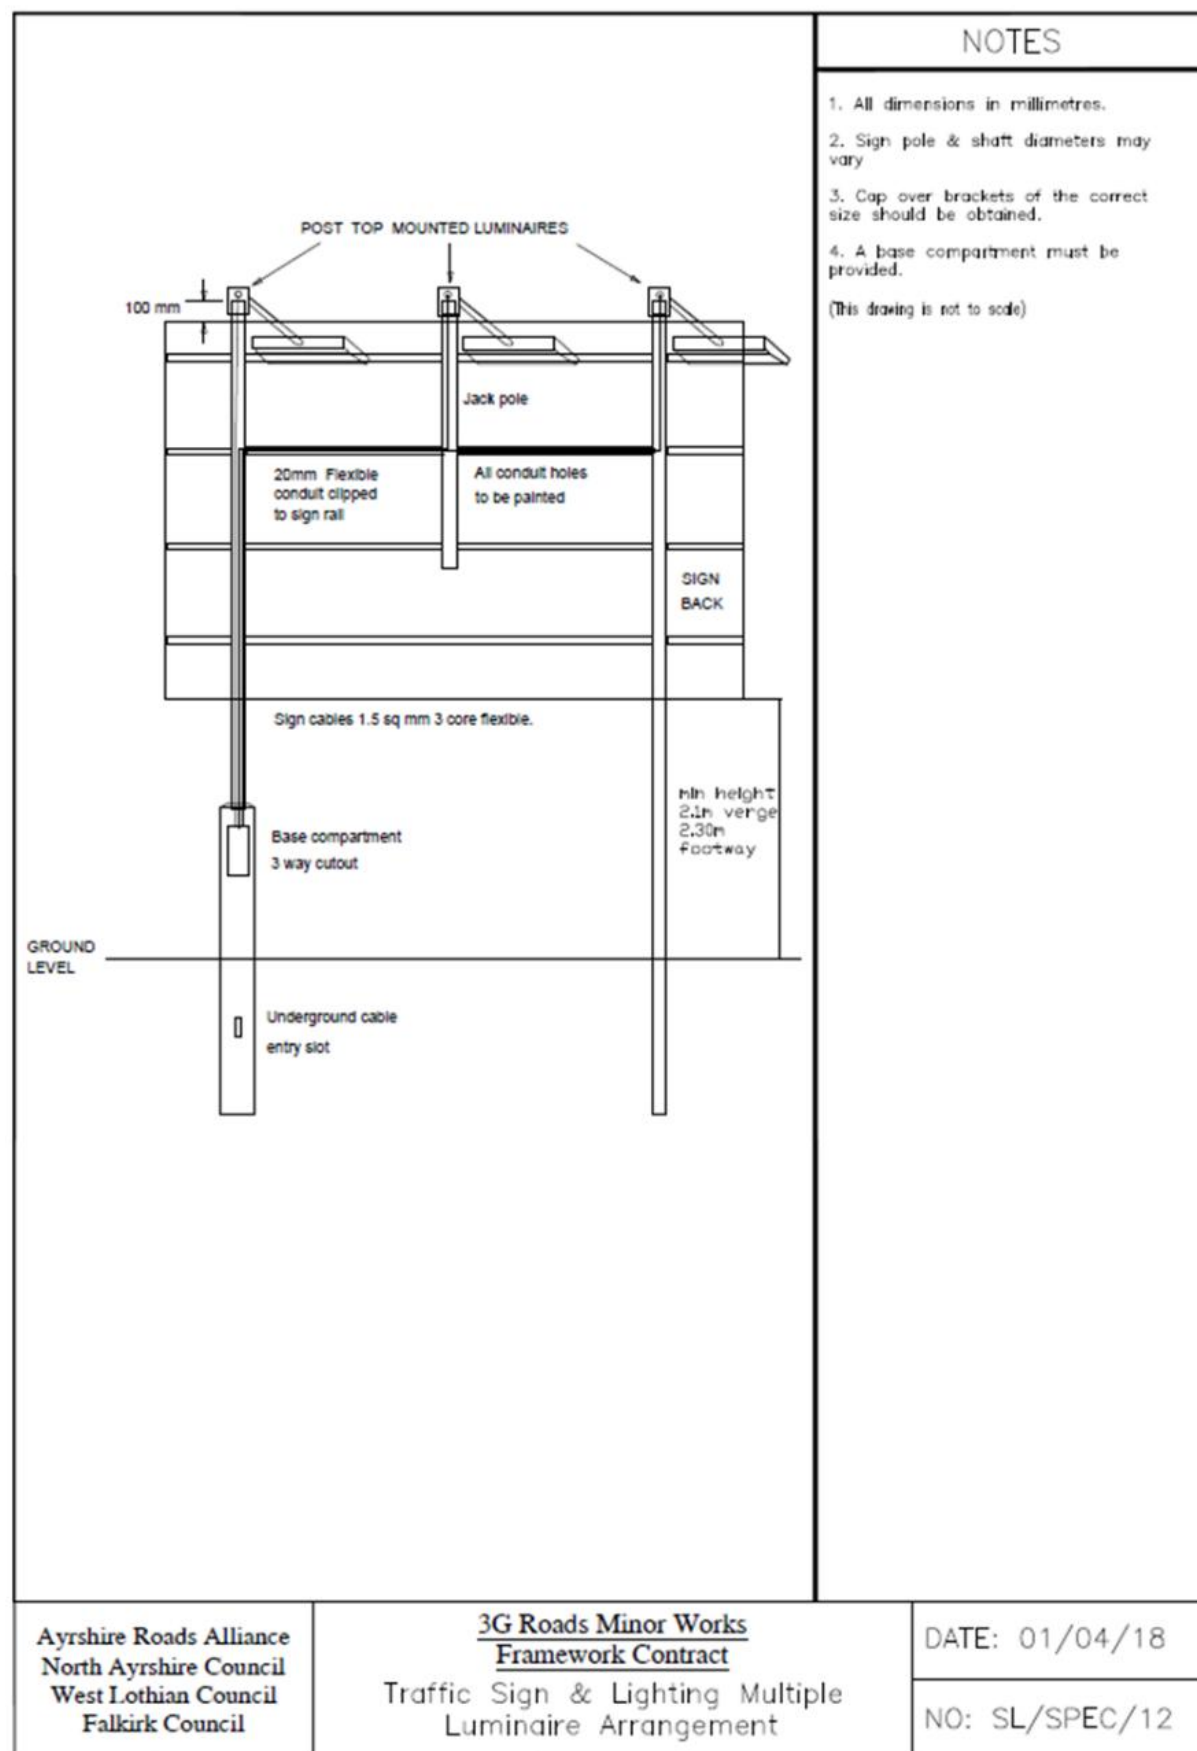 NOTES
1. All dimensions in millimetres.
2. Sign pole & shaft diameters may
vary
3. Cap over brackets of the correct
size should be obtained.
4. A base compartment must be
provided.
(This drawing is not to scale)
POST TOP MOUNTED LUMINAIRES
100 mm
Jack pole
20mm Flexible
conduit clipped
to sign rail
All conduit holes
to be painted
SIGN
BACK
Sign cables 1.5 sq mm 3 core flexible.
min height
2.1m verge
2.30m
footway
Base compartment
3 way cutout
GROUND
LEVEL
Underground cable
entry slot
Ayrshire Roads Alliance
North Ayrshire Council
West Lothian Council
Falkirk Council
3G Roads Minor Works
Framework Contract
Traffic Sign & Lighting Multiple
Luminaire Arrangement
DATE: 01/04/18
NO: SL/SPEC/12